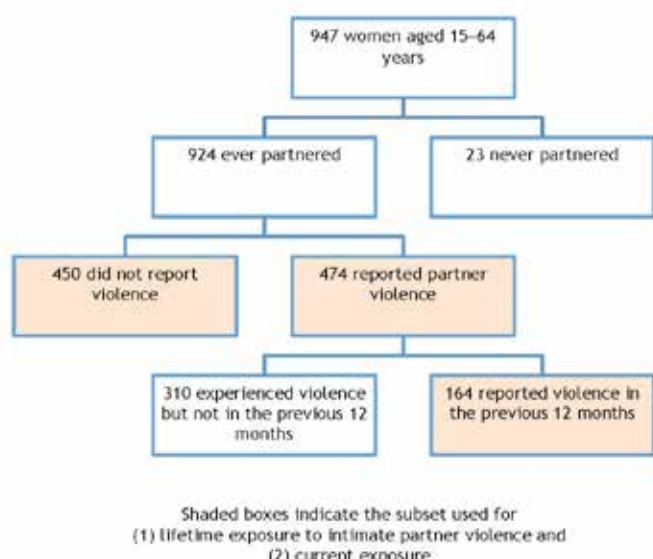 947 women aged 15–64
years
924 ever partnered
23 never partnered
450 did not report
violence
474 reported partner
violence
310 experienced violence
but not in the previous 12
months
164 reported violence in
the previous 12 months
Shaded boxes indicate the subset used for
(1) lifetime exposure to intimate partner violence and
(2) current exposure